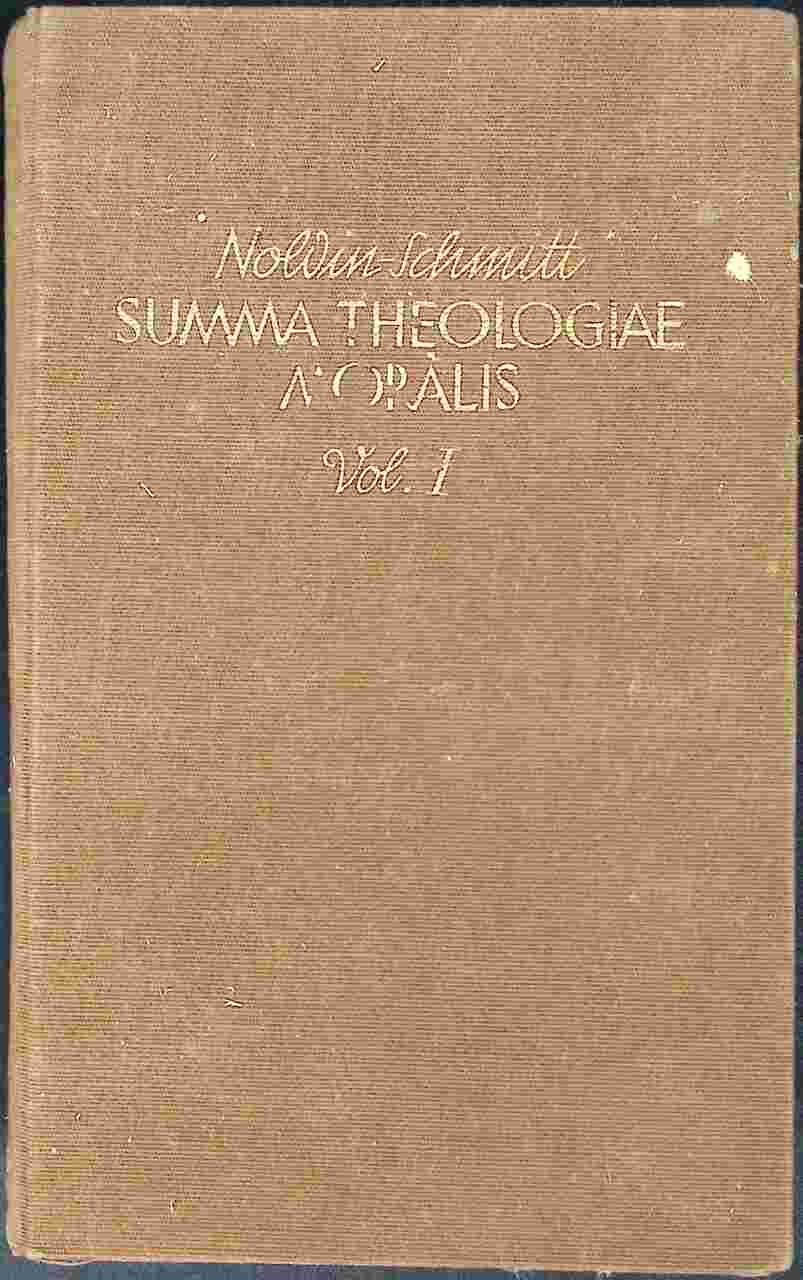 Noldin-Schmitt
SUMMA THEOLOGIAE
MORALIS
Vol. I